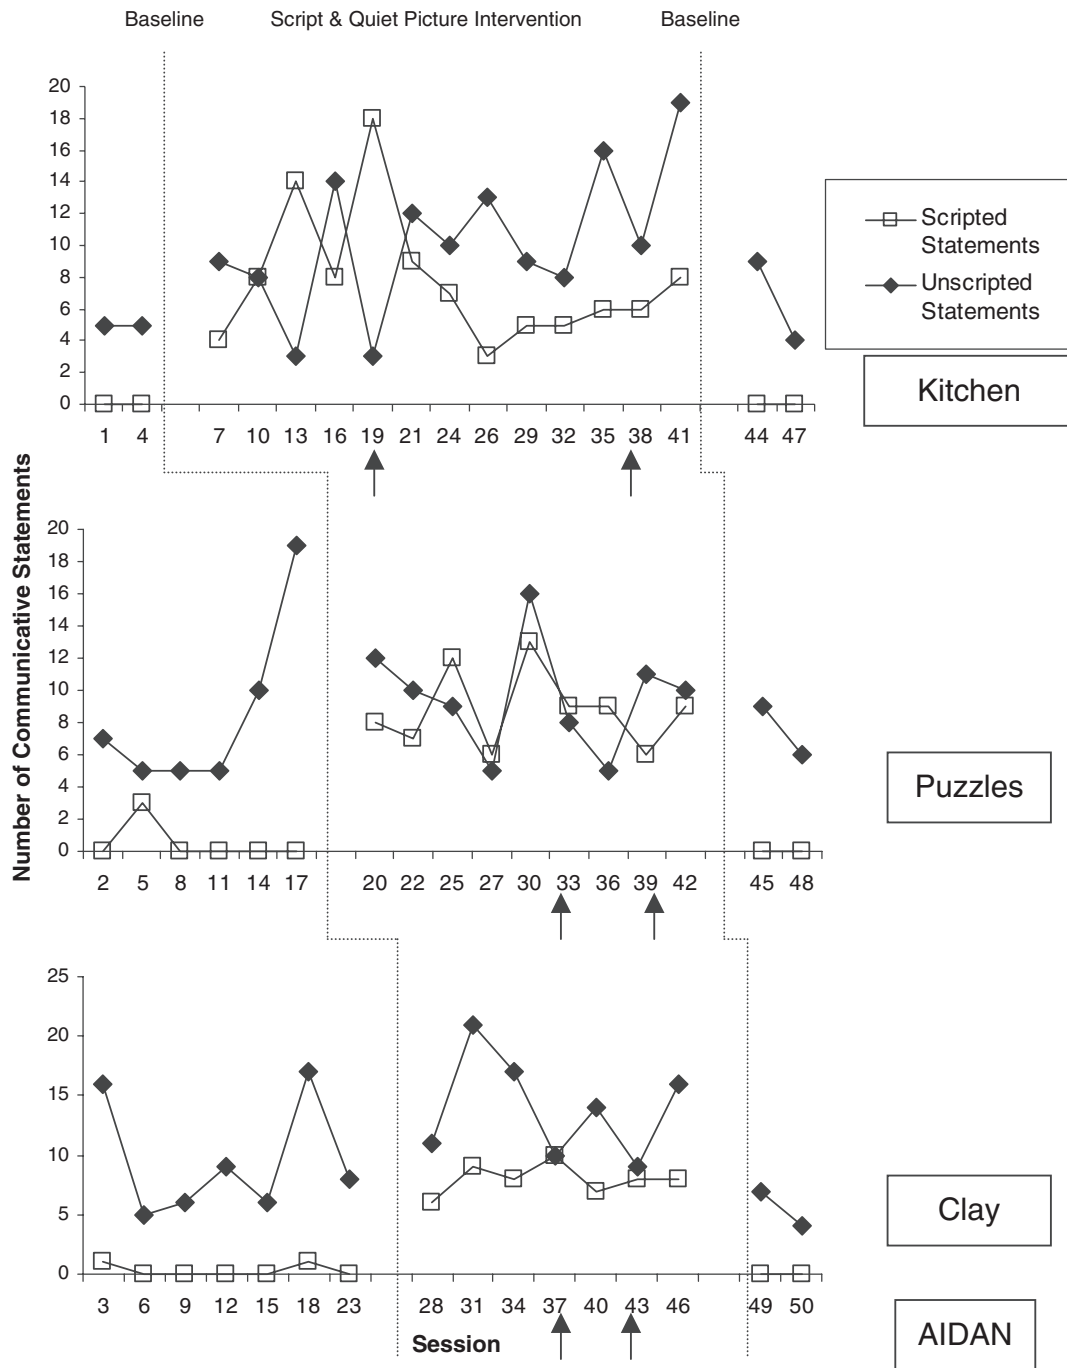 Baseline Script & Quiet Picture Intervention Baseline
20
18
16
14
12
10
8
6
4
2
0
1 4 7 10 13 16 19 21 24 26 29 32 35 38 41 44 47
Scripted
Statements
Unscripted
Statements
Kitchen
Number of Communicative Statements
20
18
16
14
12
10
8
6
4
2
0
2 5 8 11 14 17 20 22 25 27 30 33 36 39 42 45 48
Puzzles
25
20
15
10
5
0
3 6 9 12 15 18 23 28 31 34 37 40 43 46 49 50
Clay
Session
AIDAN